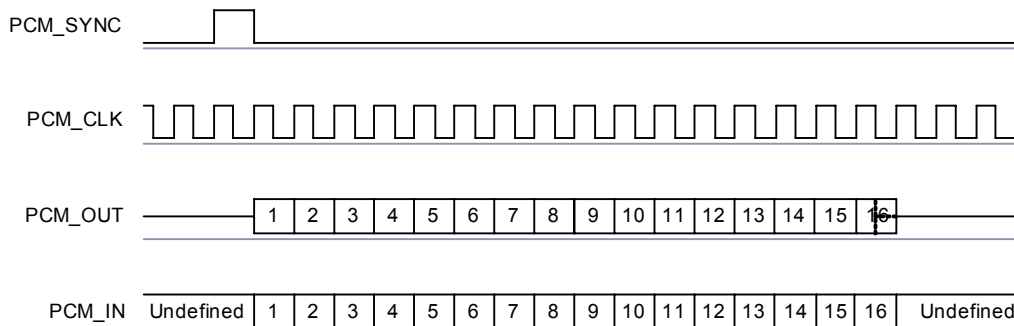 PCM_SYNC
PCM_CLK
PCM_OUT 1 2 3 4 5 6 7 8 9 10 11 12 13 14 15 16
PCM_IN Undefined 1 2 3 4 5 6 7 8 9 10 11 12 13 14 15 16 Undefined